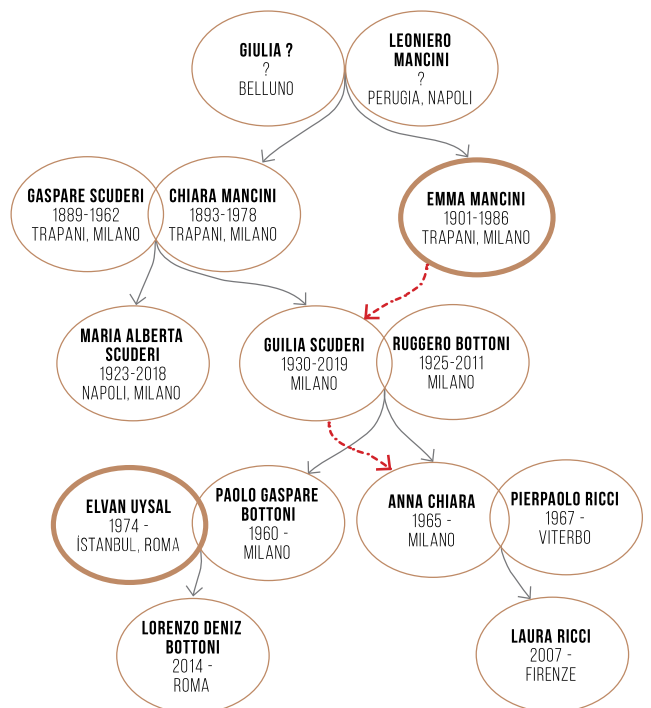 GIULIA ?
?
BELLUNO
LEONIERO
MANCINI
?
PERUGIA, NAPOLI
GASPARE SCUDERI
1889-1962
TRAPANI, MILANO
CHIARA MANCINI
1893-1978
TRAPANI, MILANO
EMMA MANCINI
1901-1986
TRAPANI, MILANO
MARIA ALBERTA
SCUDERI
1923-2018
NAPOLI, MILANO
GUILIA SCUDERI
1930-2019
MILANO
RUGGERO BOTTONI
1925-2011
MILANO
ELVAN UYSAL
1974 -
İSTANBUL, ROMA
PAOLO GASPARE
BOTTONI
1960 -
MILANO
ANNA CHIARA
1965 -
MILANO
PIERPAOLO RICCI
1967 -
VITERBO
LORENZO DENIZ
BOTTONI
2014 -
ROMA
LAURA RICCI
2007 -
FIRENZE